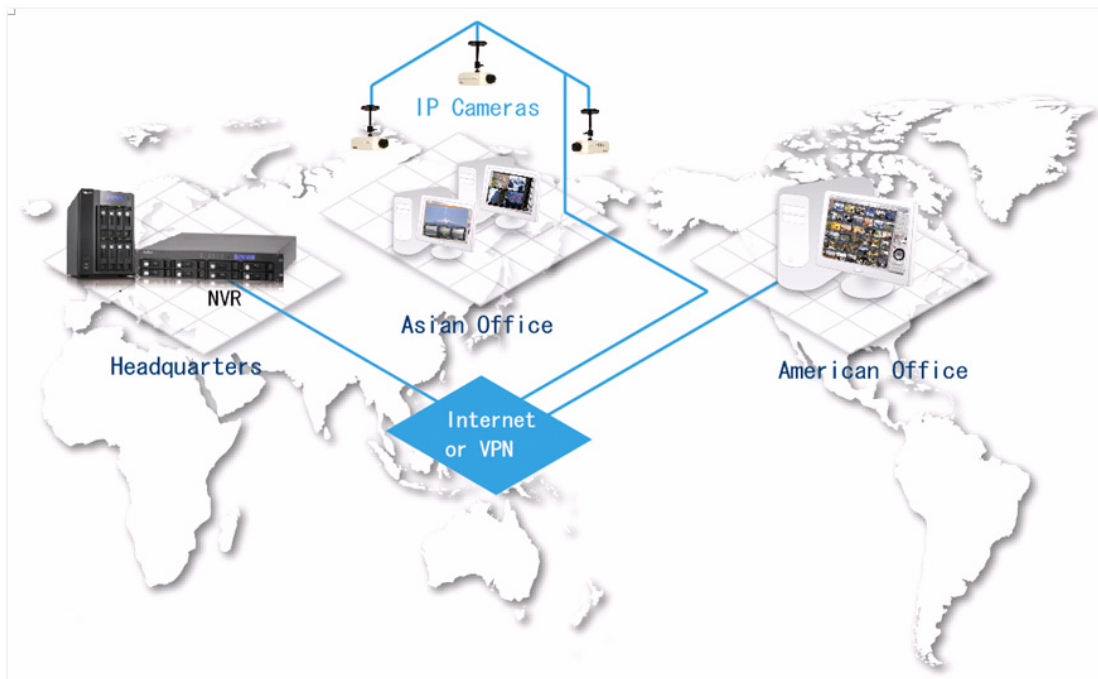 IP Cameras
NVR
Asian Office
Headquarters
American Office
Internet
or VPN